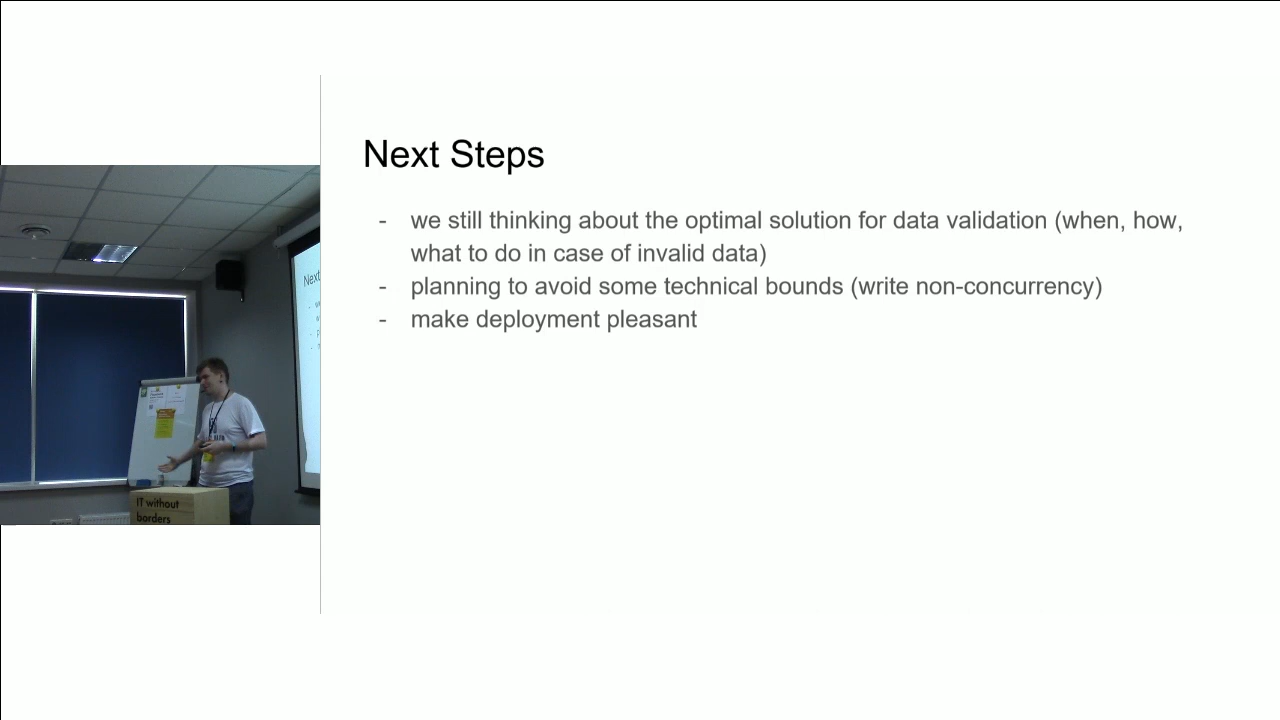 Next Steps
- we still thinking about the optimal solution for data validation (when, how,
what to do in case of invalid data)
- planning to avoid some technical bounds (write non-concurrency)
- make deployment pleasant
Next
IT without
borders